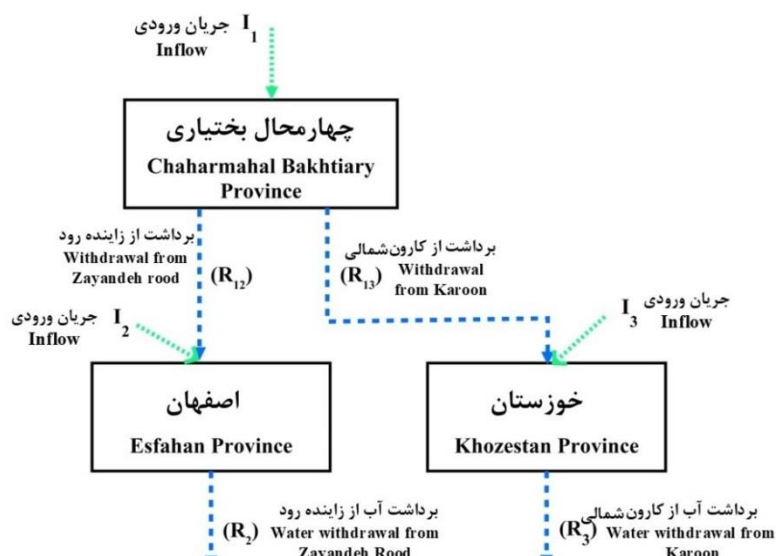 جریان ورودی I1
Inflow
چهارمحال بختیاری
Chaharmahal Bakhtiary
Province
برداشت از زاینده رود
Withdrawal from
Zayandeh rood
(R12)
برداشت از کارون شمالی
(R13) Withdrawal
from Karoon
جریان ورودی I2
Inflow
I3 جریان ورودی
Inflow
اصفهان
Esfahan Province
خوزستان
Khozestan Province
برداشت آب از زاینده رود
(R2) Water withdrawal from
Zayandeh Rood
برداشت آب از کارون شمالی
(R3) Water withdrawal from
Karoon